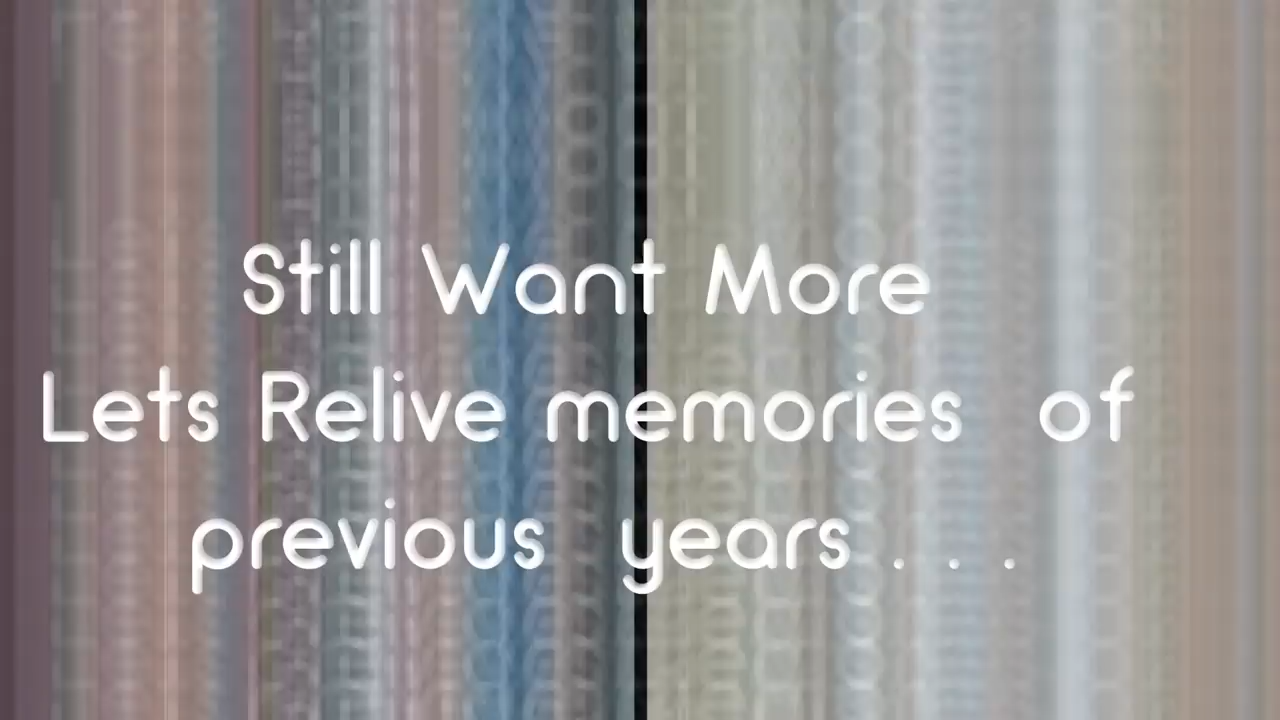 Still Want More
Lets Relive memories of
previous years . . .